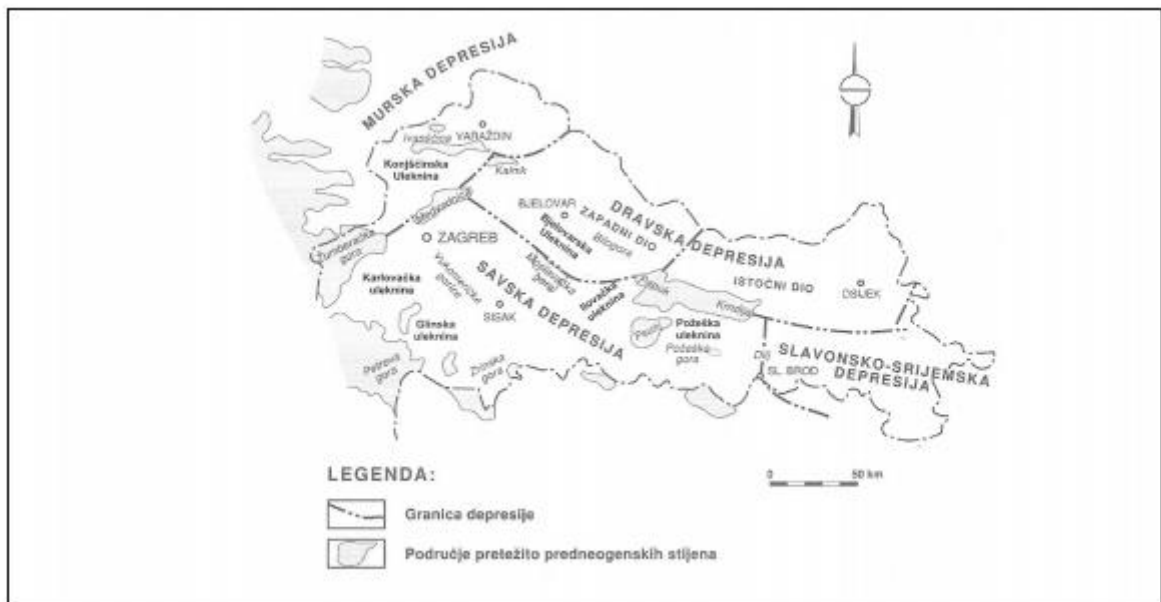 MURSKA DEPRESIJA
Ivanščica
VARAŽDIN
Konjščinska
Uleknina
Kalnik
Medvednica
BJELOVAR
Bjelovarska
Uleknina
ZAPADNI DIO
Bilogora
DRAVSKA DEPRESIJA
Žumberačka
gora
ZAGREB
Karlovačka
uleknina
Vukomeričke
gorice
SAVSKA DEPRESIJA
Moslavačka
gora
Ilovačka
uleknina
Papuk
ISTOČNI DIO
OSIJEK
Krndija
Glinska
uleknina
SISAK
Psunj
Požeška
uleknina
Požeška
gora
Petrova
gora
Zrinska
gora
Dilj
SL. BROD
SLAVONSKO-SRIJEMSKA
DEPRESIJA
LEGENDA:
0 50 km
Granica depresije
Područje pretežito predneogenskih stijena